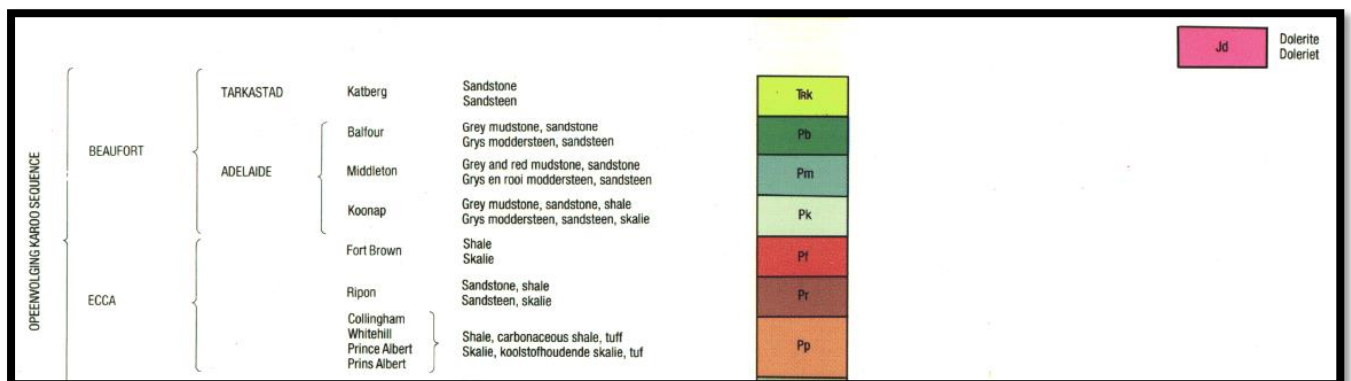 Jd
Dolerite
Doleriet
OPEENVOLGING KAROO SEQUENCE
BEAUFORT
TARKASTAD
Katberg
Sandstone
Sandsteen
TRk
ADELAIDE
Balfour
Grey mudstone, sandstone
Grys moddersteen, sandsteen
Pb
Middleton
Grey and red mudstone, sandstone
Grys en rooi moddersteen, sandsteen
Pm
Koonap
Grey mudstone, sandstone, shale
Grys moddersteen, sandsteen, skalie
Pk
ECCA
Fort Brown
Shale
Skalie
Pf
Ripon
Sandstone, shale
Sandsteen, skalie
Pr
Collingham
Whitehill
Prince Albert
Prins Albert
Shale, carbonaceous shale, tuff
Skalie, koolstofhoudende skalie, tuf
Pp